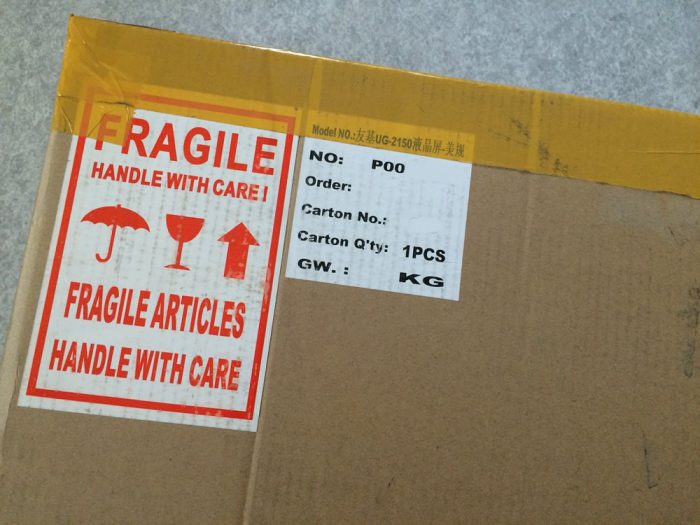 FRAGILE
HANDLE WITH CARE!
FRAGILE ARTICLES
HANDLE WITH CARE
Model NO.:友基UG-2150液晶屏-美规
NO: P00
Order:
Carton No.:
Carton Q'ty: 1PCS
GW. : KG